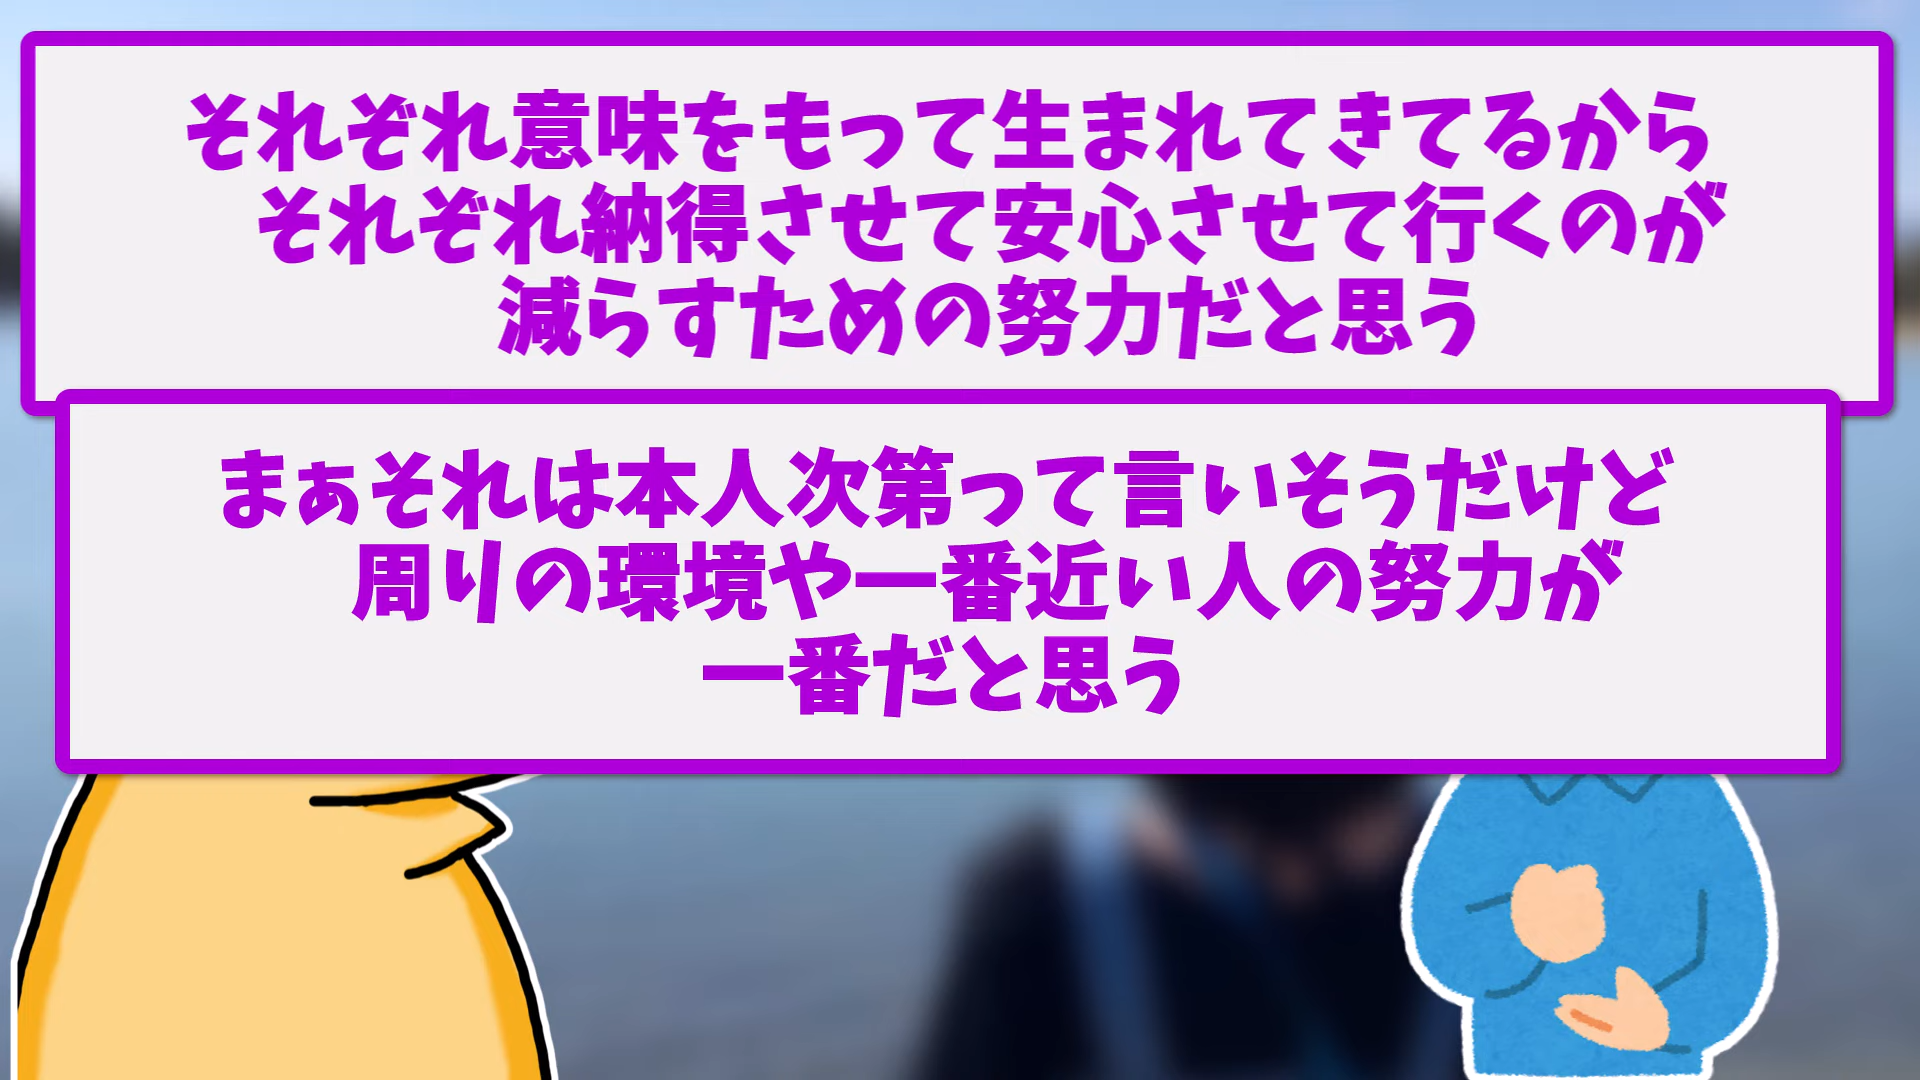 それぞれ意味をもって生まれてきてるから
それぞれ納得させて安心させて行くのが
減らすための努力だと思う
まぁそれは本人次第って言いそうだけど
周りの環境や一番近い人の努力が
一番だと思う